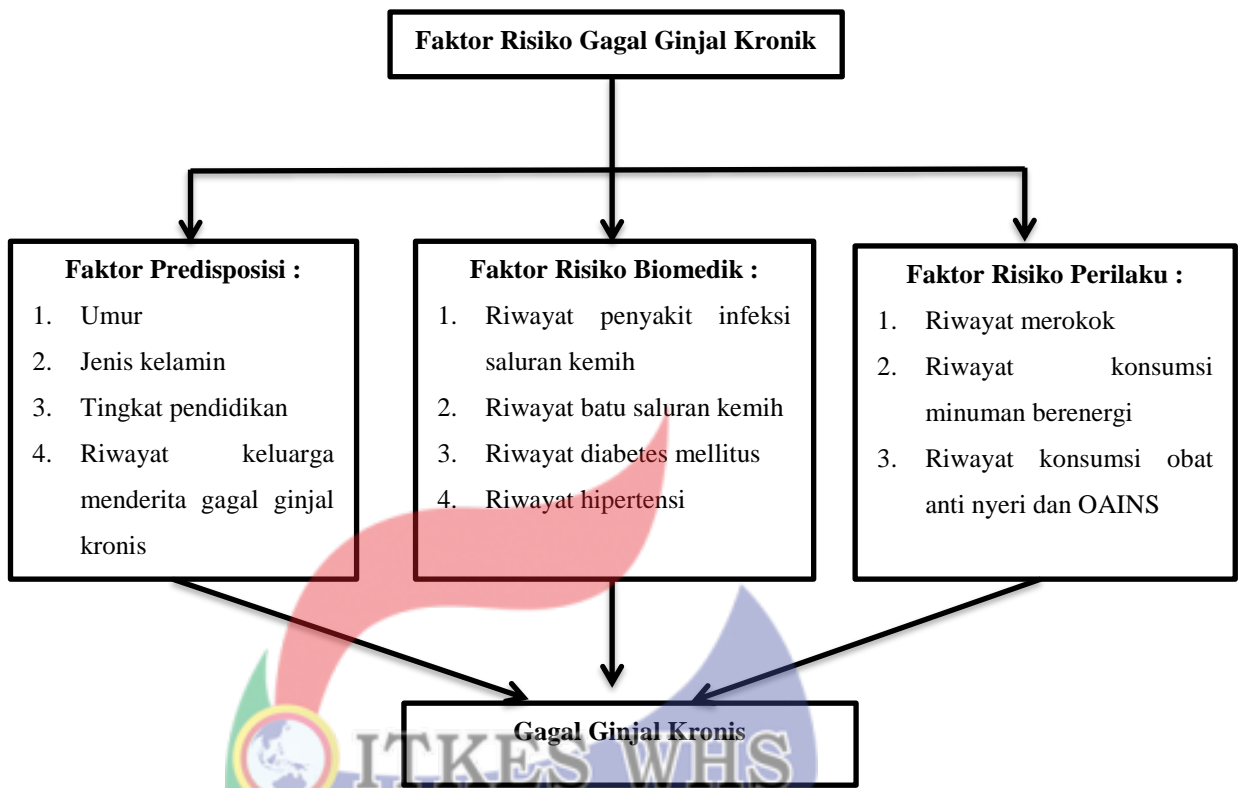 Faktor Risiko Gagal Ginjal Kronik
Faktor Predisposisi :
1. Umur
2. Jenis kelamin
3. Tingkat pendidikan
4. Riwayat keluarga
menderita gagal ginjal
kronis
Faktor Risiko Biomedik :
1. Riwayat penyakit infeksi
saluran kemih
2. Riwayat batu saluran kemih
3. Riwayat diabetes mellitus
4. Riwayat hipertensi
Faktor Risiko Perilaku :
1. Riwayat merokok
2. Riwayat konsumsi
minuman berenergi
3. Riwayat konsumsi obat
anti nyeri dan OAINS
Gagal Ginjal Kronis
ITKES WHS